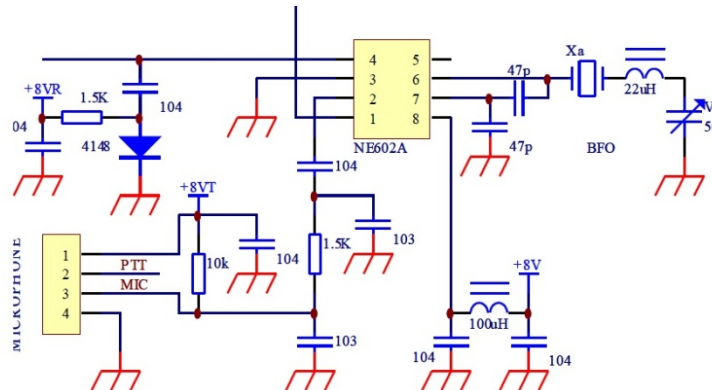 4 5
3 6
2 7
1 8
NE602A
47p
47p
Xa
22uH
BFO
+8VR
1.5K
104
4148
104
103
1.5K
+8VT
10k
104
MICROPHONE
1
2 PTT
3 MIC
4
103
+8V
100uH
104
104